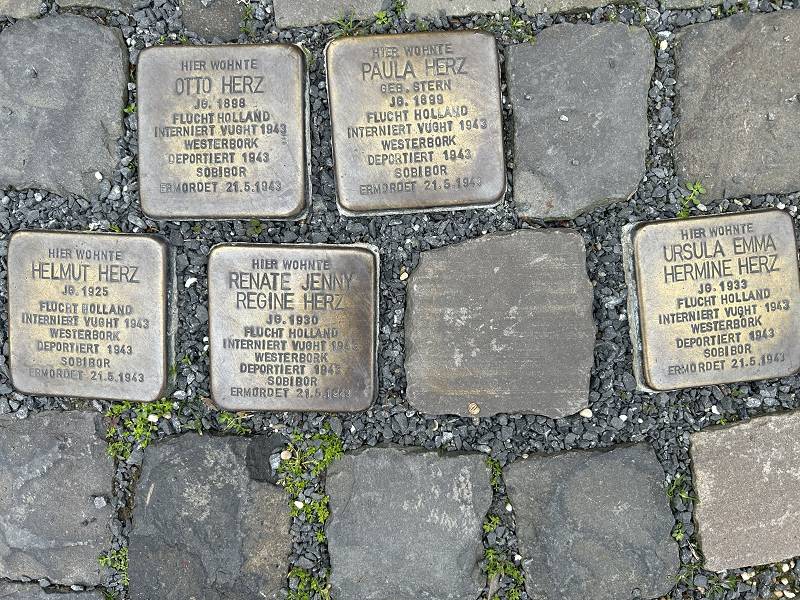 HIER WOHNTE
OTTO HERZ
JG. 1898
FLUCHT HOLLAND
INTERNIERT VUGHT 1943
WESTERBORK
DEPORTIERT 1943
SOBIBOR
ERMORDET 21.5.1943
HIER WOHNTE
PAULA HERZ
GEB. STERN
JG. 1899
FLUCHT HOLLAND
INTERNIERT VUGHT 1943
WESTERBORK
DEPORTIERT 1943
SOBIBOR
ERMORDET 21.5.1943
HIER WOHNTE
HELMUT HERZ
JG. 1925
FLUCHT HOLLAND
INTERNIERT VUGHT 1943
WESTERBORK
DEPORTIERT 1943
SOBIBOR
ERMORDET 21.5.1943
HIER WOHNTE
RENATE JENNY
REGINE HERZ
JG. 1930
FLUCHT HOLLAND
INTERNIERT VUGHT 1943
WESTERBORK
DEPORTIERT 1943
SOBIBOR
ERMORDET 21.5.1943
HIER WOHNTE
URSULA EMMA
HERMINE HERZ
JG. 1933
FLUCHT HOLLAND
INTERNIERT VUGHT 1943
WESTERBORK
DEPORTIERT 1943
SOBIBOR
ERMORDET 21.5.1943